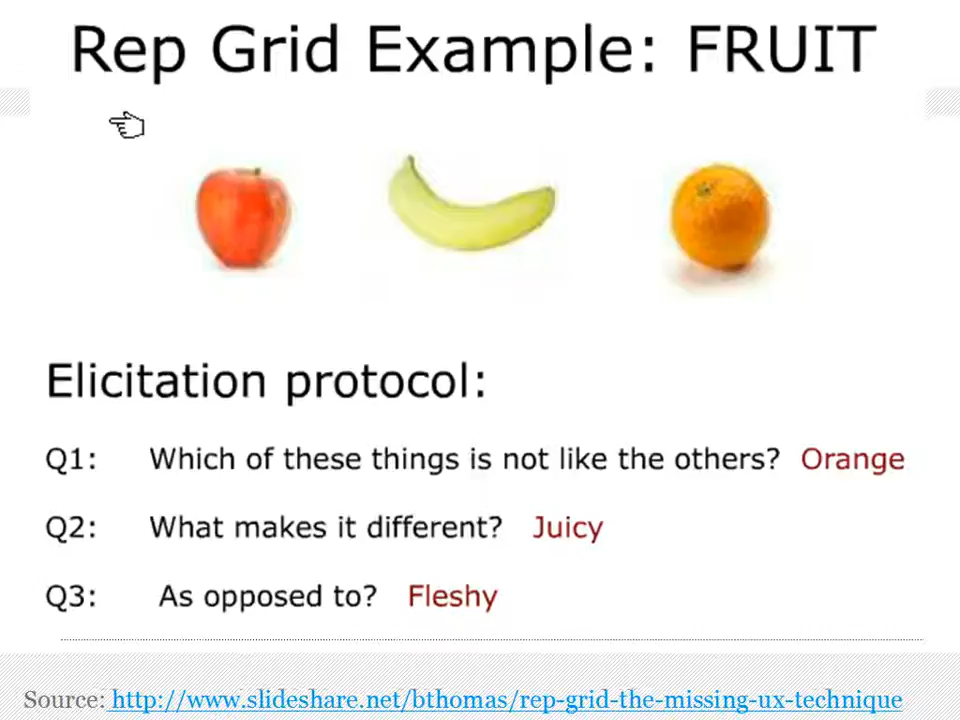 Rep Grid Example: FRUIT
Elicitation protocol:
Q1: Which of these things is not like the others? Orange
Q2: What makes it different? Juicy
Q3: As opposed to? Fleshy
Source: http://www.slideshare.net/bthomas/rep-grid-the-missing-ux-technique